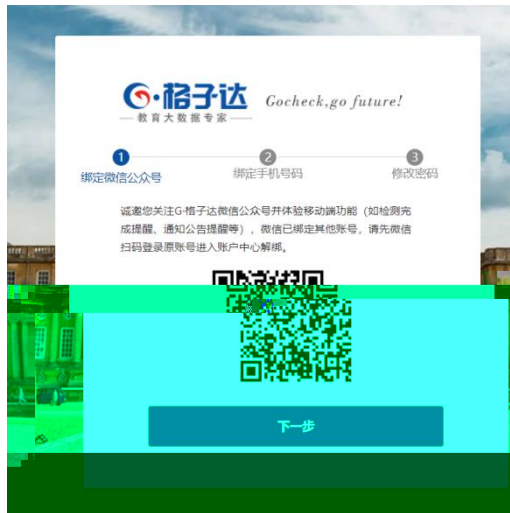 G·格子达
教育大数据专家
Gocheck,go future!
1 2 3
绑定微信公众号 绑定手机号码 修改密码
诚邀您关注G·格子达微信公众号并体验移动端功能（如检测完
成提醒、通知公告提醒等），微信已绑定其他账号，请先微信
扫码登录原账号进入账户中心解绑。
下一步